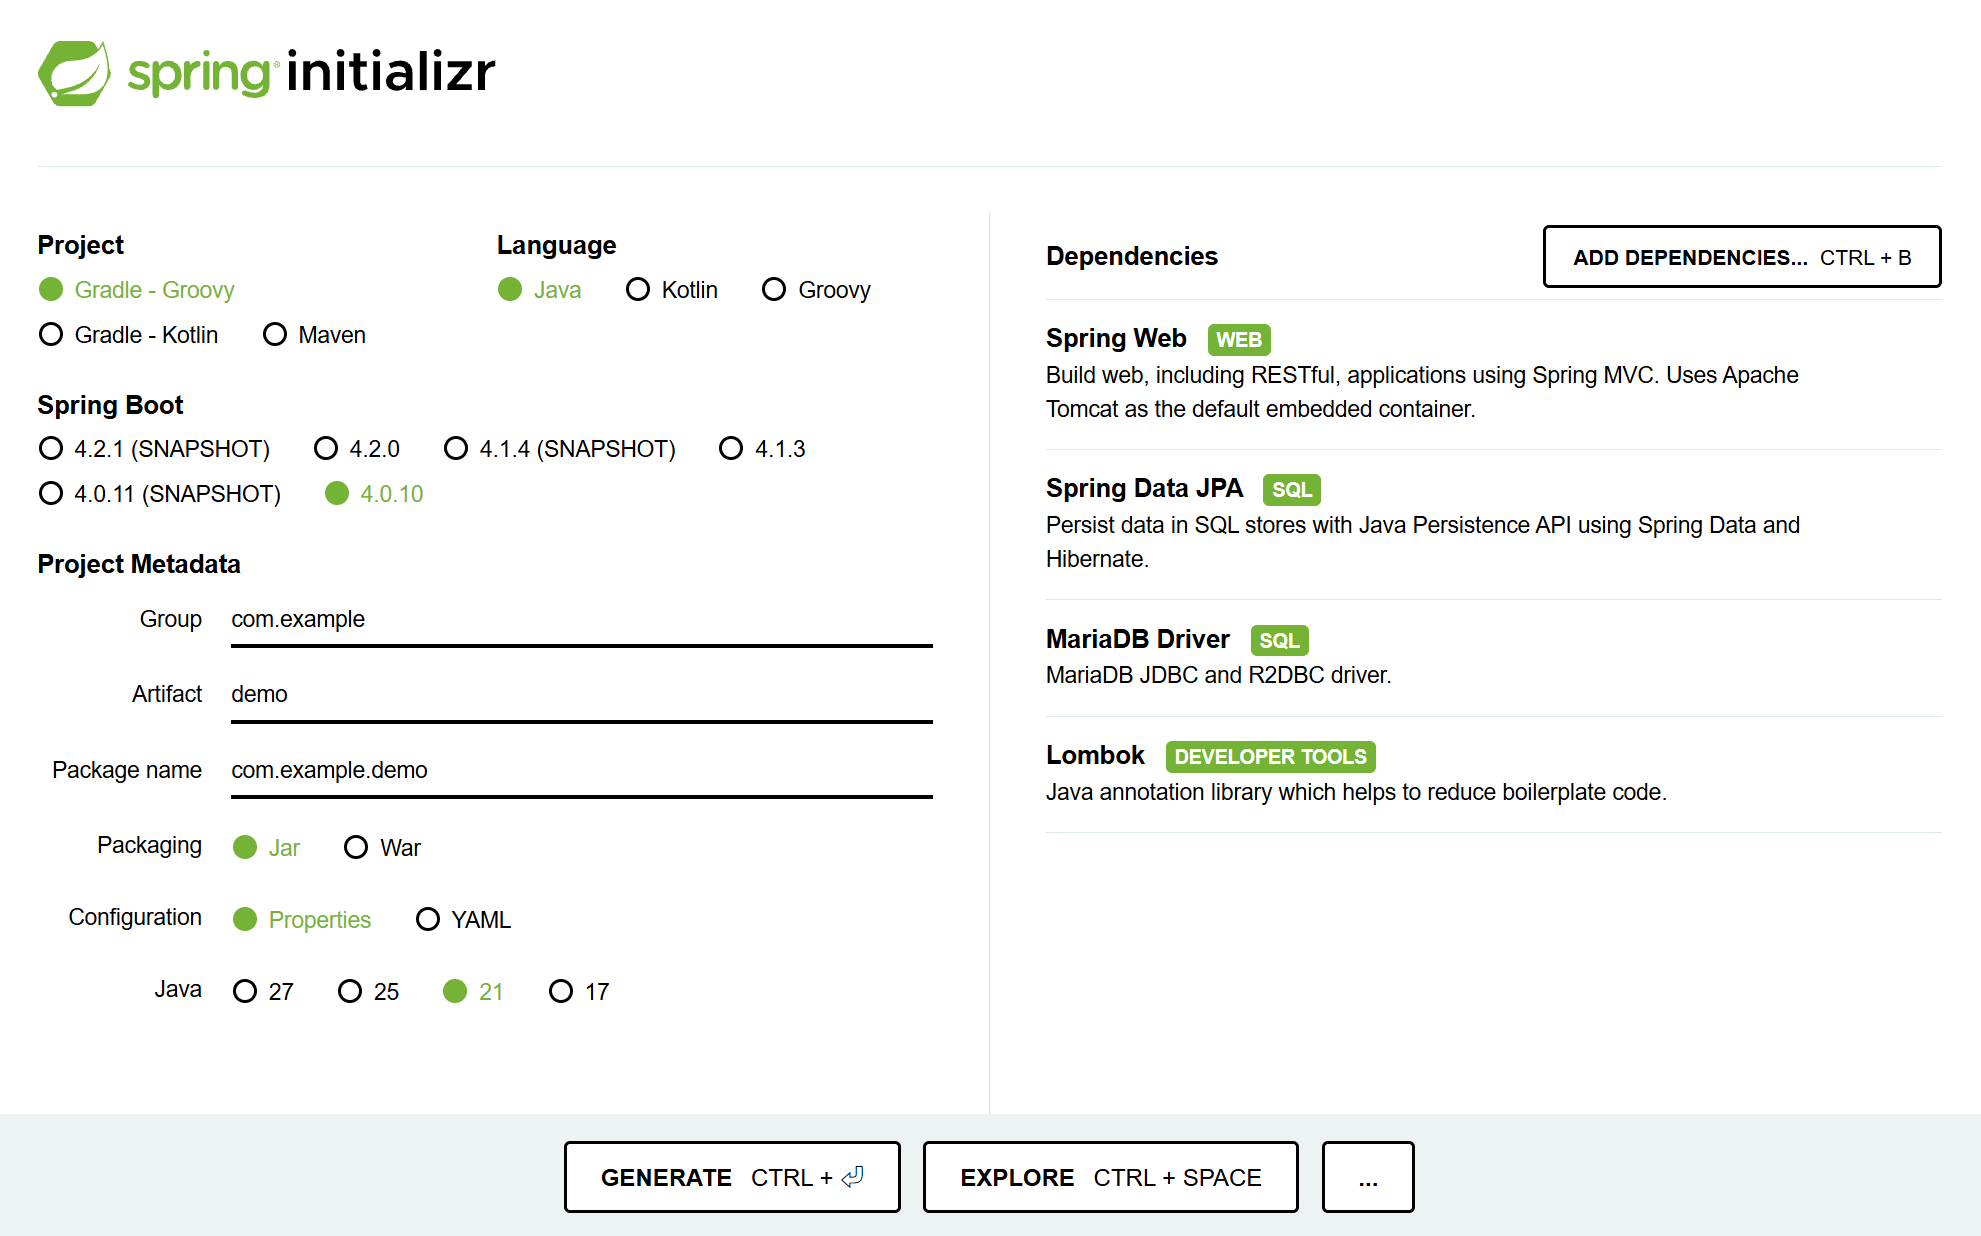 spring initializr
Project
Gradle - Groovy
Gradle - Kotlin Maven
Language
Java Kotlin Groovy
Spring Boot
4.2.1 (SNAPSHOT) 4.2.0 4.1.4 (SNAPSHOT) 4.1.3
4.0.11 (SNAPSHOT) 4.0.10
Project Metadata
Group com.example
Artifact demo
Package name com.example.demo
Packaging Jar War
Configuration Properties YAML
Java 27 25 21 17
Dependencies ADD DEPENDENCIES... CTRL + B
Spring Web WEB
Build web, including RESTful, applications using Spring MVC. Uses Apache
Tomcat as the default embedded container.
Spring Data JPA SQL
Persist data in SQL stores with Java Persistence API using Spring Data and
Hibernate.
MariaDB Driver SQL
MariaDB JDBC and R2DBC driver.
Lombok DEVELOPER TOOLS
Java annotation library which helps to reduce boilerplate code.
GENERATE CTRL + ⏎ EXPLORE CTRL + SPACE ...